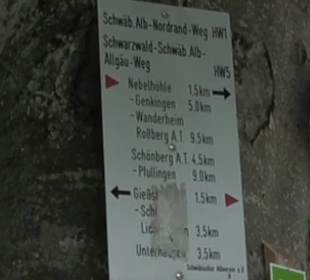 Schwäb.Alb-Nordrand-Weg HW1
Schwarzwald-Schwäb.Alb-
Allgäu-Weg HW5
Nebelhöhle 1.5km
-Genkingen 5.0km
-Wanderheim
Roßberg A.T. 9.5km
Schönberg A.T. 4.5km
-Pfullingen 9.0km
1.5km
3,5km
3,5km
Schwäbischer Albverein e.V.